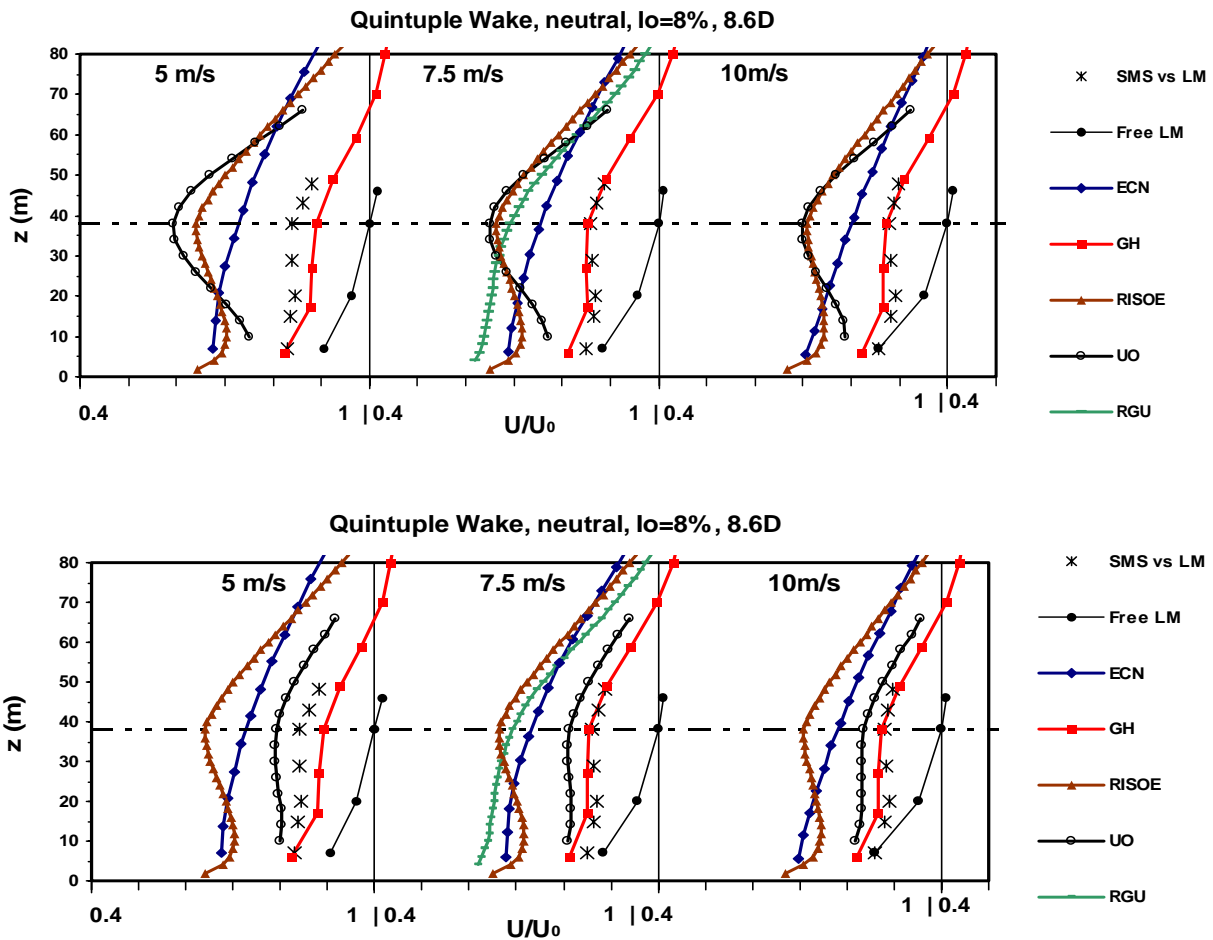 Quintuple Wake, neutral, Io=8%, 8.6D
80
70
60
50
40
30
20
10
0
z (m)
5 m/s
7.5 m/s
10m/s
0.4
1 | 0.4
1 | 0.4
1 | 0.4
U/U0
SMS vs LM
Free LM
ECN
GH
RISOE
UO
RGU
Quintuple Wake, neutral, Io=8%, 8.6D
80
70
60
50
40
30
20
10
0
z (m)
5 m/s
7.5 m/s
10m/s
0.4
1 | 0.4
1 | 0.4
1 | 0.4
U/U0
SMS vs LM
Free LM
ECN
GH
RISOE
UO
RGU